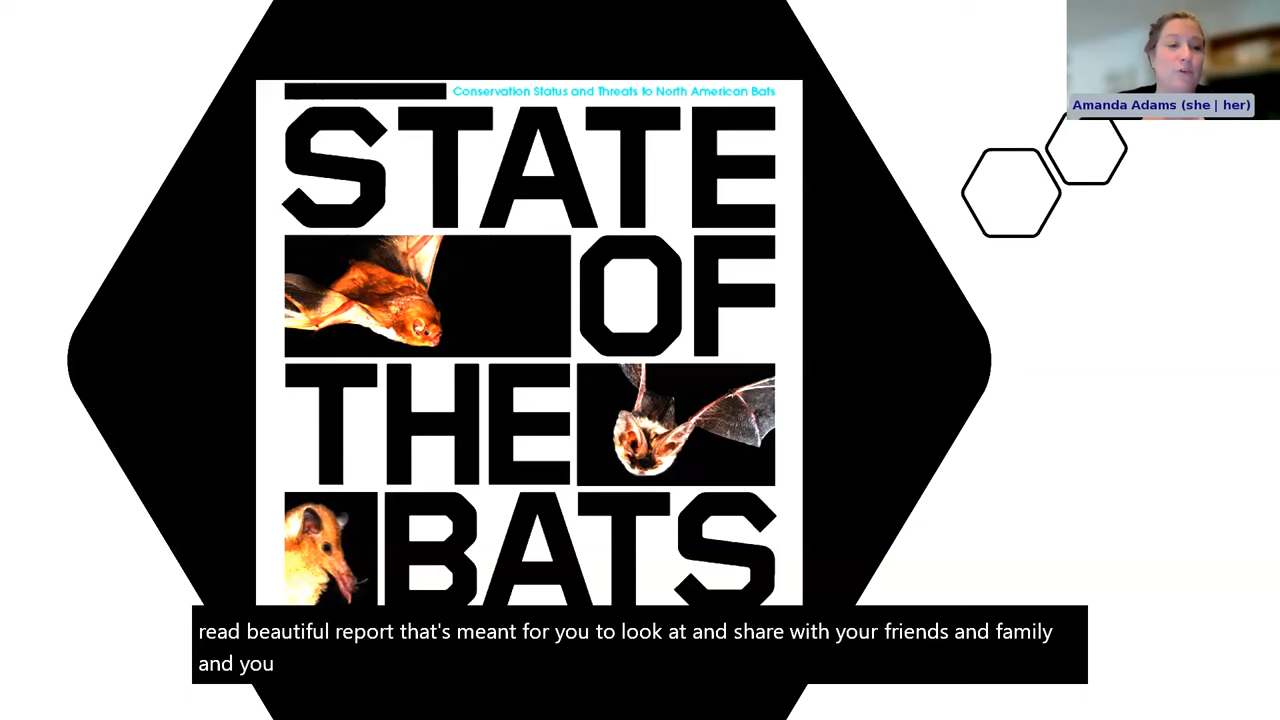 Amanda Adams (she | her)
Conservation Status and Threats to North American Bats
STATE
OF
THE
BATS
read beautiful report that's meant for you to look at and share with your friends and family
and you